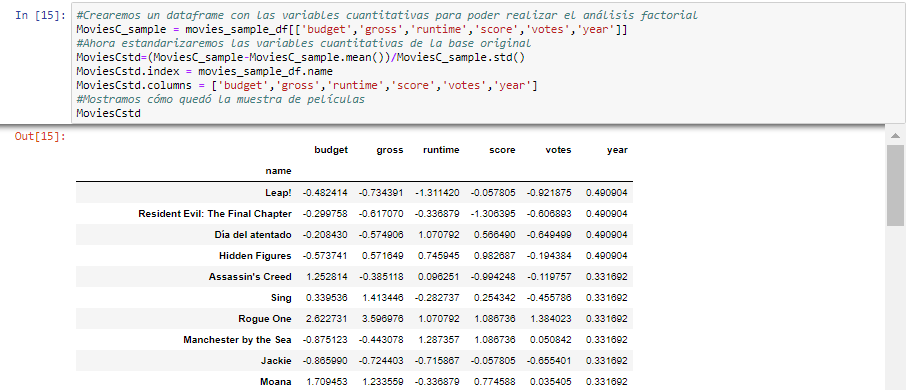 In [15]: #Crearemos un dataframe con las variables cuantitativas para poder realizar el análisis factorial
MoviesC_sample = movies_sample_df[['budget','gross','runtime','score','votes','year']]
#Ahora estandarizaremos las variables cuantitativas de la base original
MoviesCstd=(MoviesC_sample-MoviesC_sample.mean())/MoviesC_sample.std()
MoviesCstd.index = movies_sample_df.name
MoviesCstd.columns = ['budget','gross','runtime','score','votes','year']
#Mostramos cómo quedó la muestra de películas
MoviesCstd
Out[15]:
budget gross runtime score votes year
name
Leap! -0.482414 -0.734391 -1.311420 -0.057805 -0.921875 0.490904
Resident Evil: The Final Chapter -0.299758 -0.617070 -0.336879 -1.306395 -0.606893 0.490904
Día del atentado -0.208430 -0.574906 1.070792 0.566490 -0.649499 0.490904
Hidden Figures -0.573741 0.571649 0.745945 0.982687 -0.194384 0.490904
Assassin's Creed 1.252814 -0.385118 0.096251 -0.994248 -0.119757 0.331692
Sing 0.339536 1.413446 -0.282737 0.254342 -0.455786 0.331692
Rogue One 2.622731 3.596976 1.070792 1.086736 1.384023 0.331692
Manchester by the Sea -0.875123 -0.443078 1.287357 1.086736 0.050842 0.331692
Jackie -0.865990 -0.724403 -0.715867 -0.057805 -0.655401 0.331692
Moana 1.709453 1.233559 -0.336879 0.774588 0.035405 0.331692